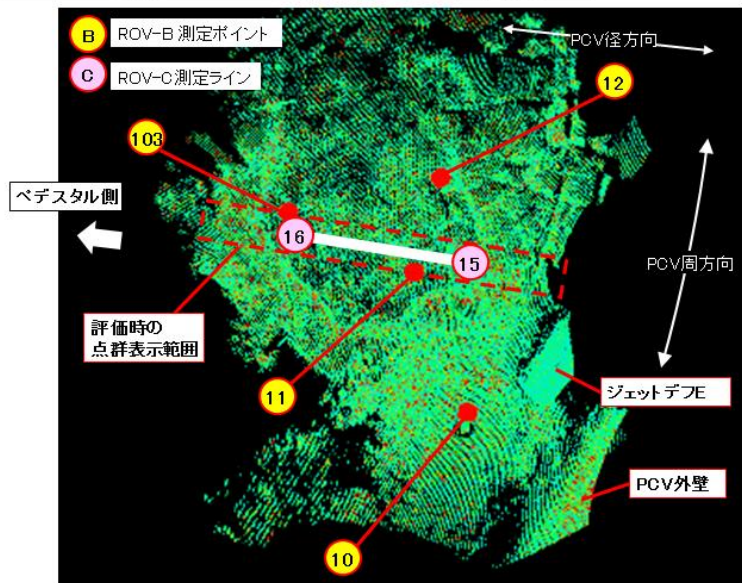 B ROV-B 測定ポイント
C ROV-C測定ライン
PCV径方向
12
103
ペデスタル側
16
15
PCV周方向
評価時の
点群表示範囲
11
ジェットデフE
PCV外壁
10